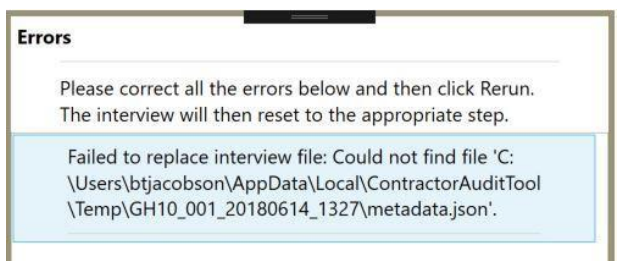 Errors
Please correct all the errors below and then click Rerun.
The interview will then reset to the appropriate step.
Failed to replace interview file: Could not find file 'C:
\Users\btjacobson\AppData\Local\ContractorAuditTool
\Temp\GH10_001_20180614_1327\metadata.json'.